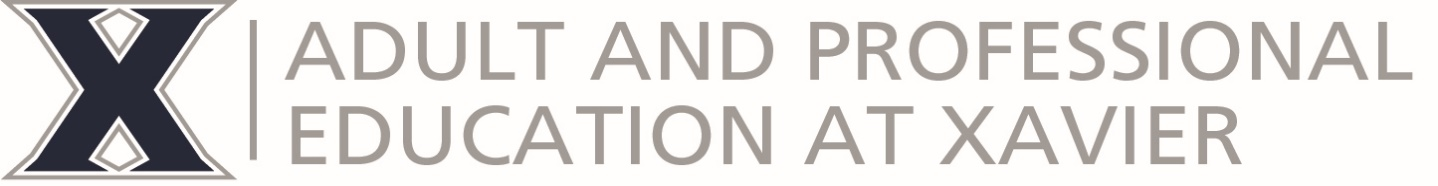 X
ADULT AND PROFESSIONAL
EDUCATION AT XAVIER